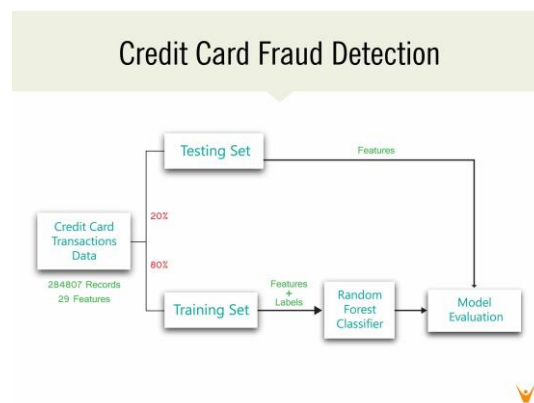 Credit Card Fraud Detection
Testing Set
Features
20%
Credit Card
Transactions
Data
80%
284807 Records
29 Features
Features
+
Labels
Training Set
Random
Forest
Classifier
Model
Evaluation